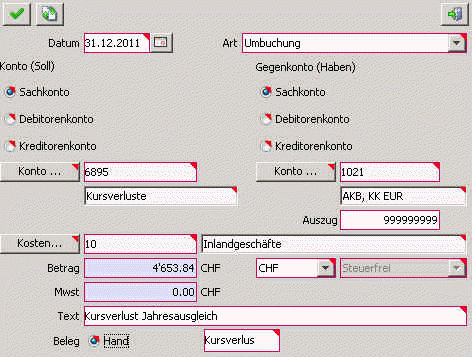 Datum 31.12.2011 Art Umbuchung
Konto (Soll) Gegenkonto (Haben)
Sachkonto Sachkonto
Debitorenkonto Debitorenkonto
Kreditorenkonto Kreditorenkonto
Konto ... 6895 Konto ... 1021
Kursverluste AKB, KK EUR
Auszug 999999999
Kosten... 10 Inlandgeschäfte
Betrag 4'653.84 CHF CHF Steuerfrei
Mwst 0.00 CHF
Text Kursverlust Jahresausgleich
Beleg Hand Kursverlus